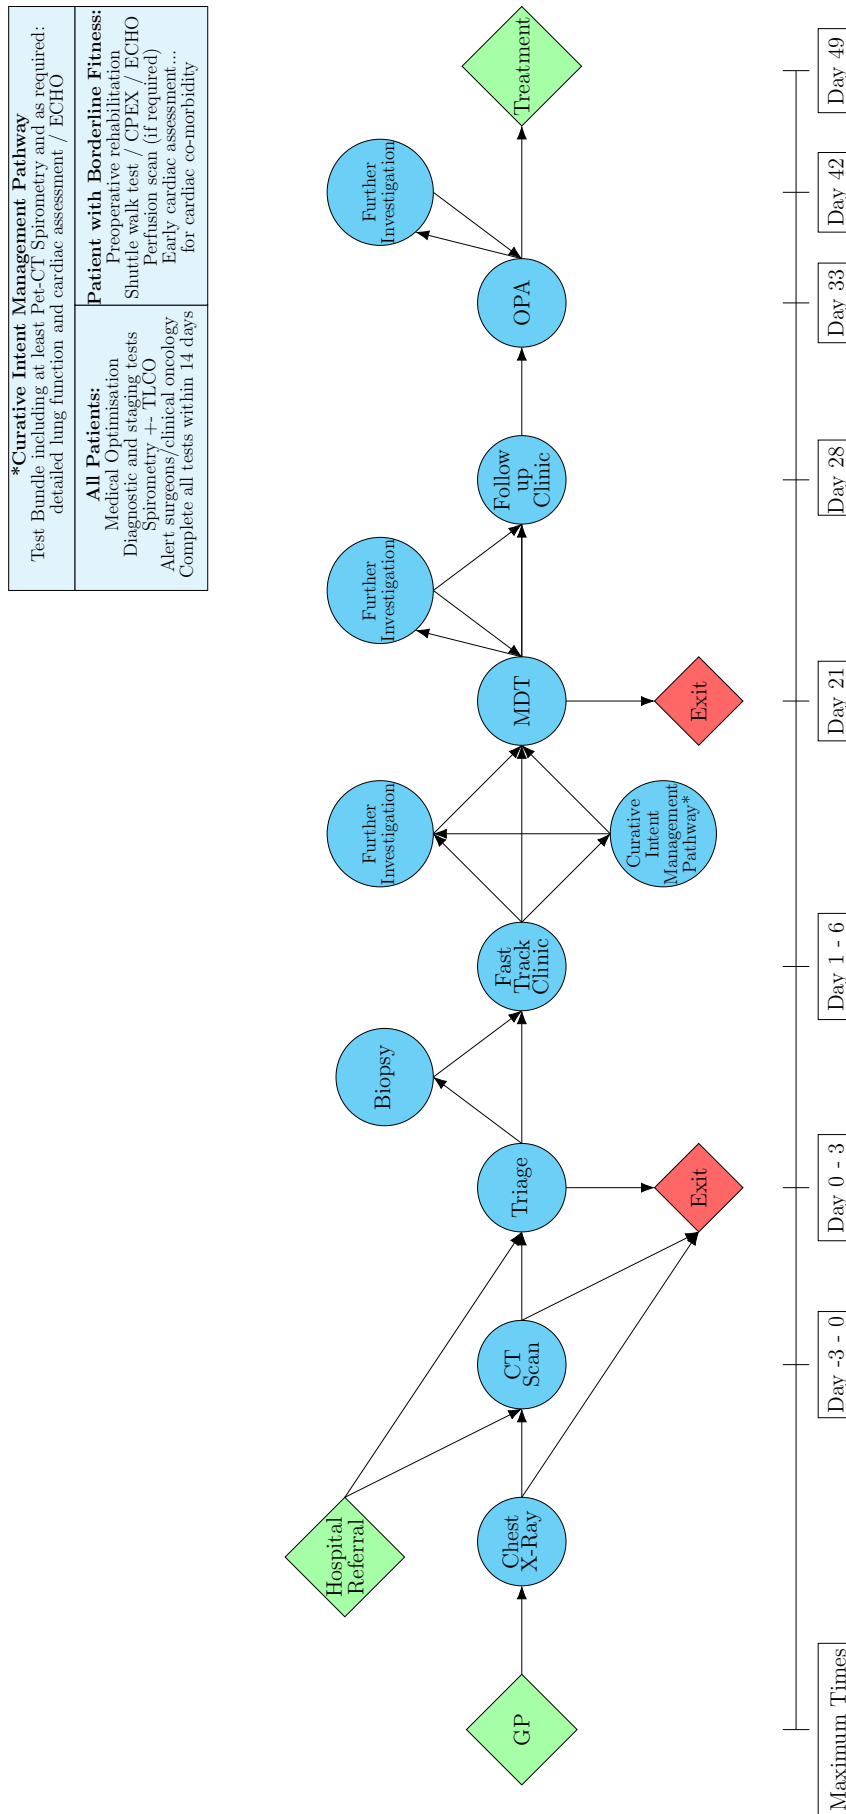 *Curative Intent Management Pathway
Test Bundle including at least Pet-CT Spirometry and as required:
detailed lung function and cardiac assessment / ECHO
All Patients:
Medical Optimisation
Diagnostic and staging tests
Spirometry +- TLCO
Alert surgeons/clinical oncology
Complete all tests within 14 days
Patient with Borderline Fitness:
Preoperative rehabilitation
Shuttle walk test / CPEX / ECHO
Perfusion scan (if required)
Early cardiac assessment...
for cardiac co-morbidity
GP
Hospital
Referral
Chest
X-Ray
CT
Scan
Triage
Exit
Biopsy
Fast
Track
Clinic
Further
Investigation
Curative
Intent
Management
Pathway*
MDT
Exit
Further
Investigation
Follow
up
Clinic
OPA
Further
Investigation
Treatment
Maximum Times
Day -3 - 0
Day 0 - 3
Day 1 - 6
Day 21
Day 28
Day 33
Day 42
Day 49